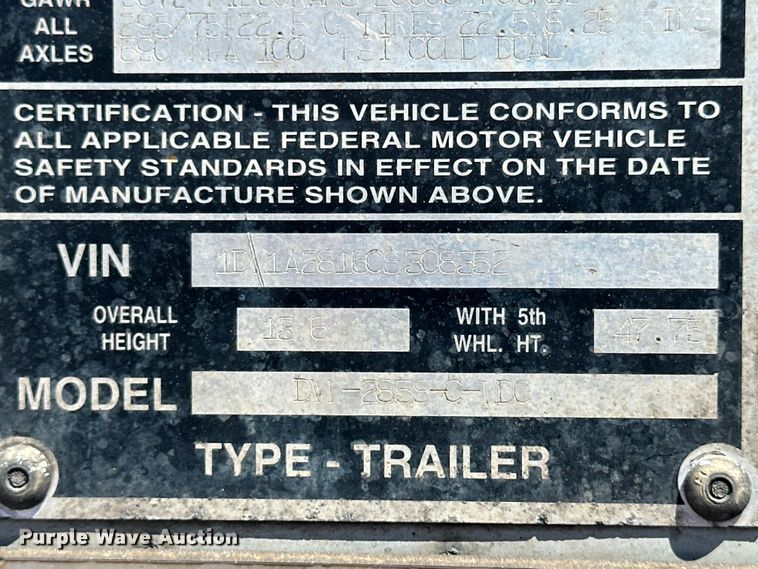 GAWR
ALL
AXLES
295/75R22.5 C TIRES 22.5X8.25 RIMS
690 KPA 100 PSI COLD DUAL
CERTIFICATION - THIS VEHICLE CONFORMS TO
ALL APPLICABLE FEDERAL MOTOR VEHICLE
SAFETY STANDARDS IN EFFECT ON THE DATE
OF MANUFACTURE SHOWN ABOVE.
VIN
OVERALL
HEIGHT
13.6
WITH 5th
WHL. HT.
47.75
MODEL
TYPE - TRAILER
Purple Wave Auction